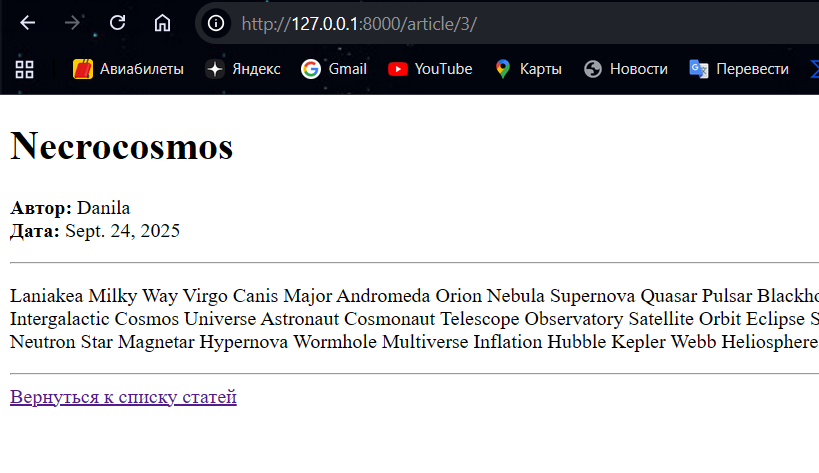 http://127.0.0.1:8000/article/3/
Авиабилеты Яндекс Gmail YouTube Карты Новости Перевести
Necrocosmos
Автор: Danila
Дата: Sept. 24, 2025
Laniakea Milky Way Virgo Canis Major Andromeda Orion Nebula Supernova Quasar Pulsar
Intergalactic Cosmos Universe Astronaut Cosmonaut Telescope Observatory Satellite Orbit Eclipse
Neutron Star Magnetar Hypernova Wormhole Multiverse Inflation Hubble Kepler Webb Heliosphere
Вернуться к списку статей